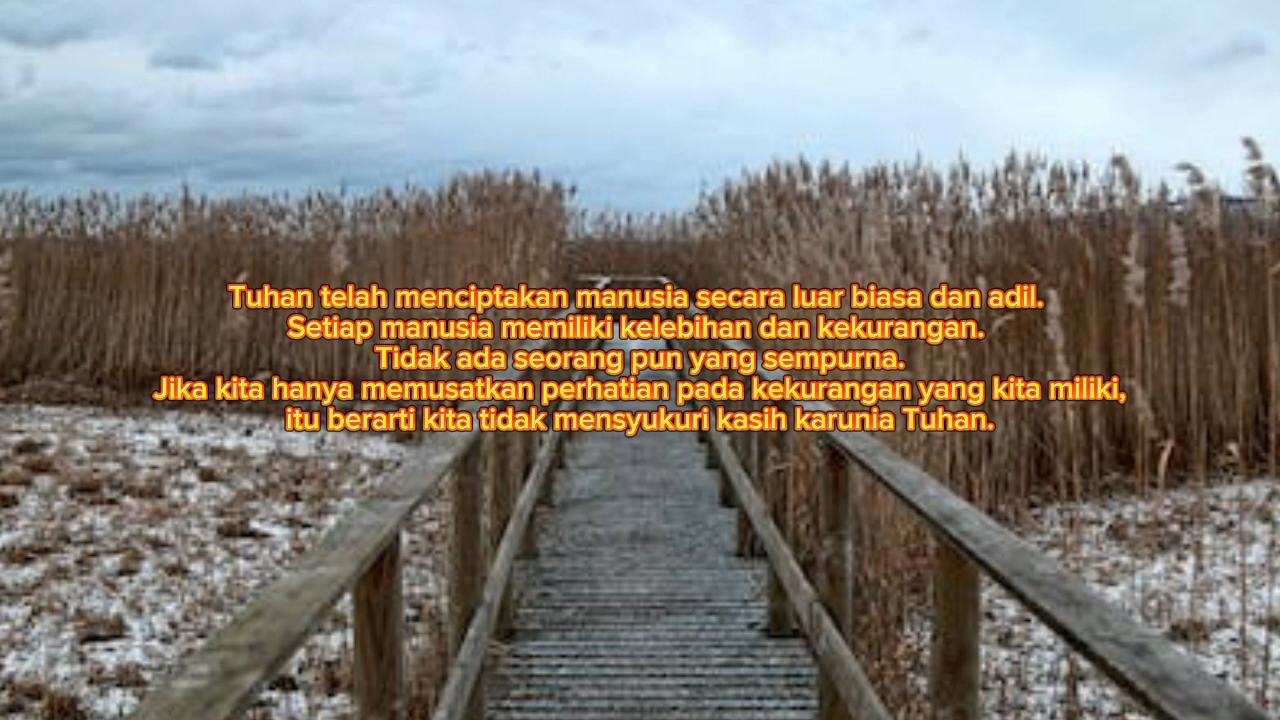 Tuhan telah menciptakan manusia secara luar biasa dan adil.
Setiap manusia memiliki kelebihan dan kekurangan.
Tidak ada seorang pun yang sempurna.
Jika kita hanya memusatkan perhatian pada kekurangan yang kita miliki,
itu berarti kita tidak mensyukuri kasih karunia Tuhan.